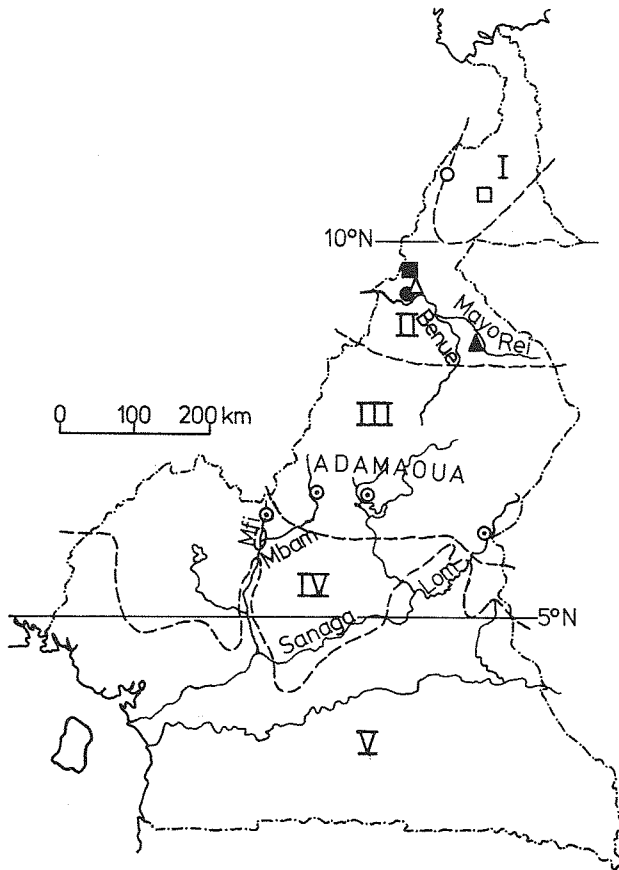 I
10°N
II
Benue
Mayo Rei
III
0 100 200 km
ADAMAOUA
Mfi
Mbam
Lom
IV
5°N
Sanaga
V